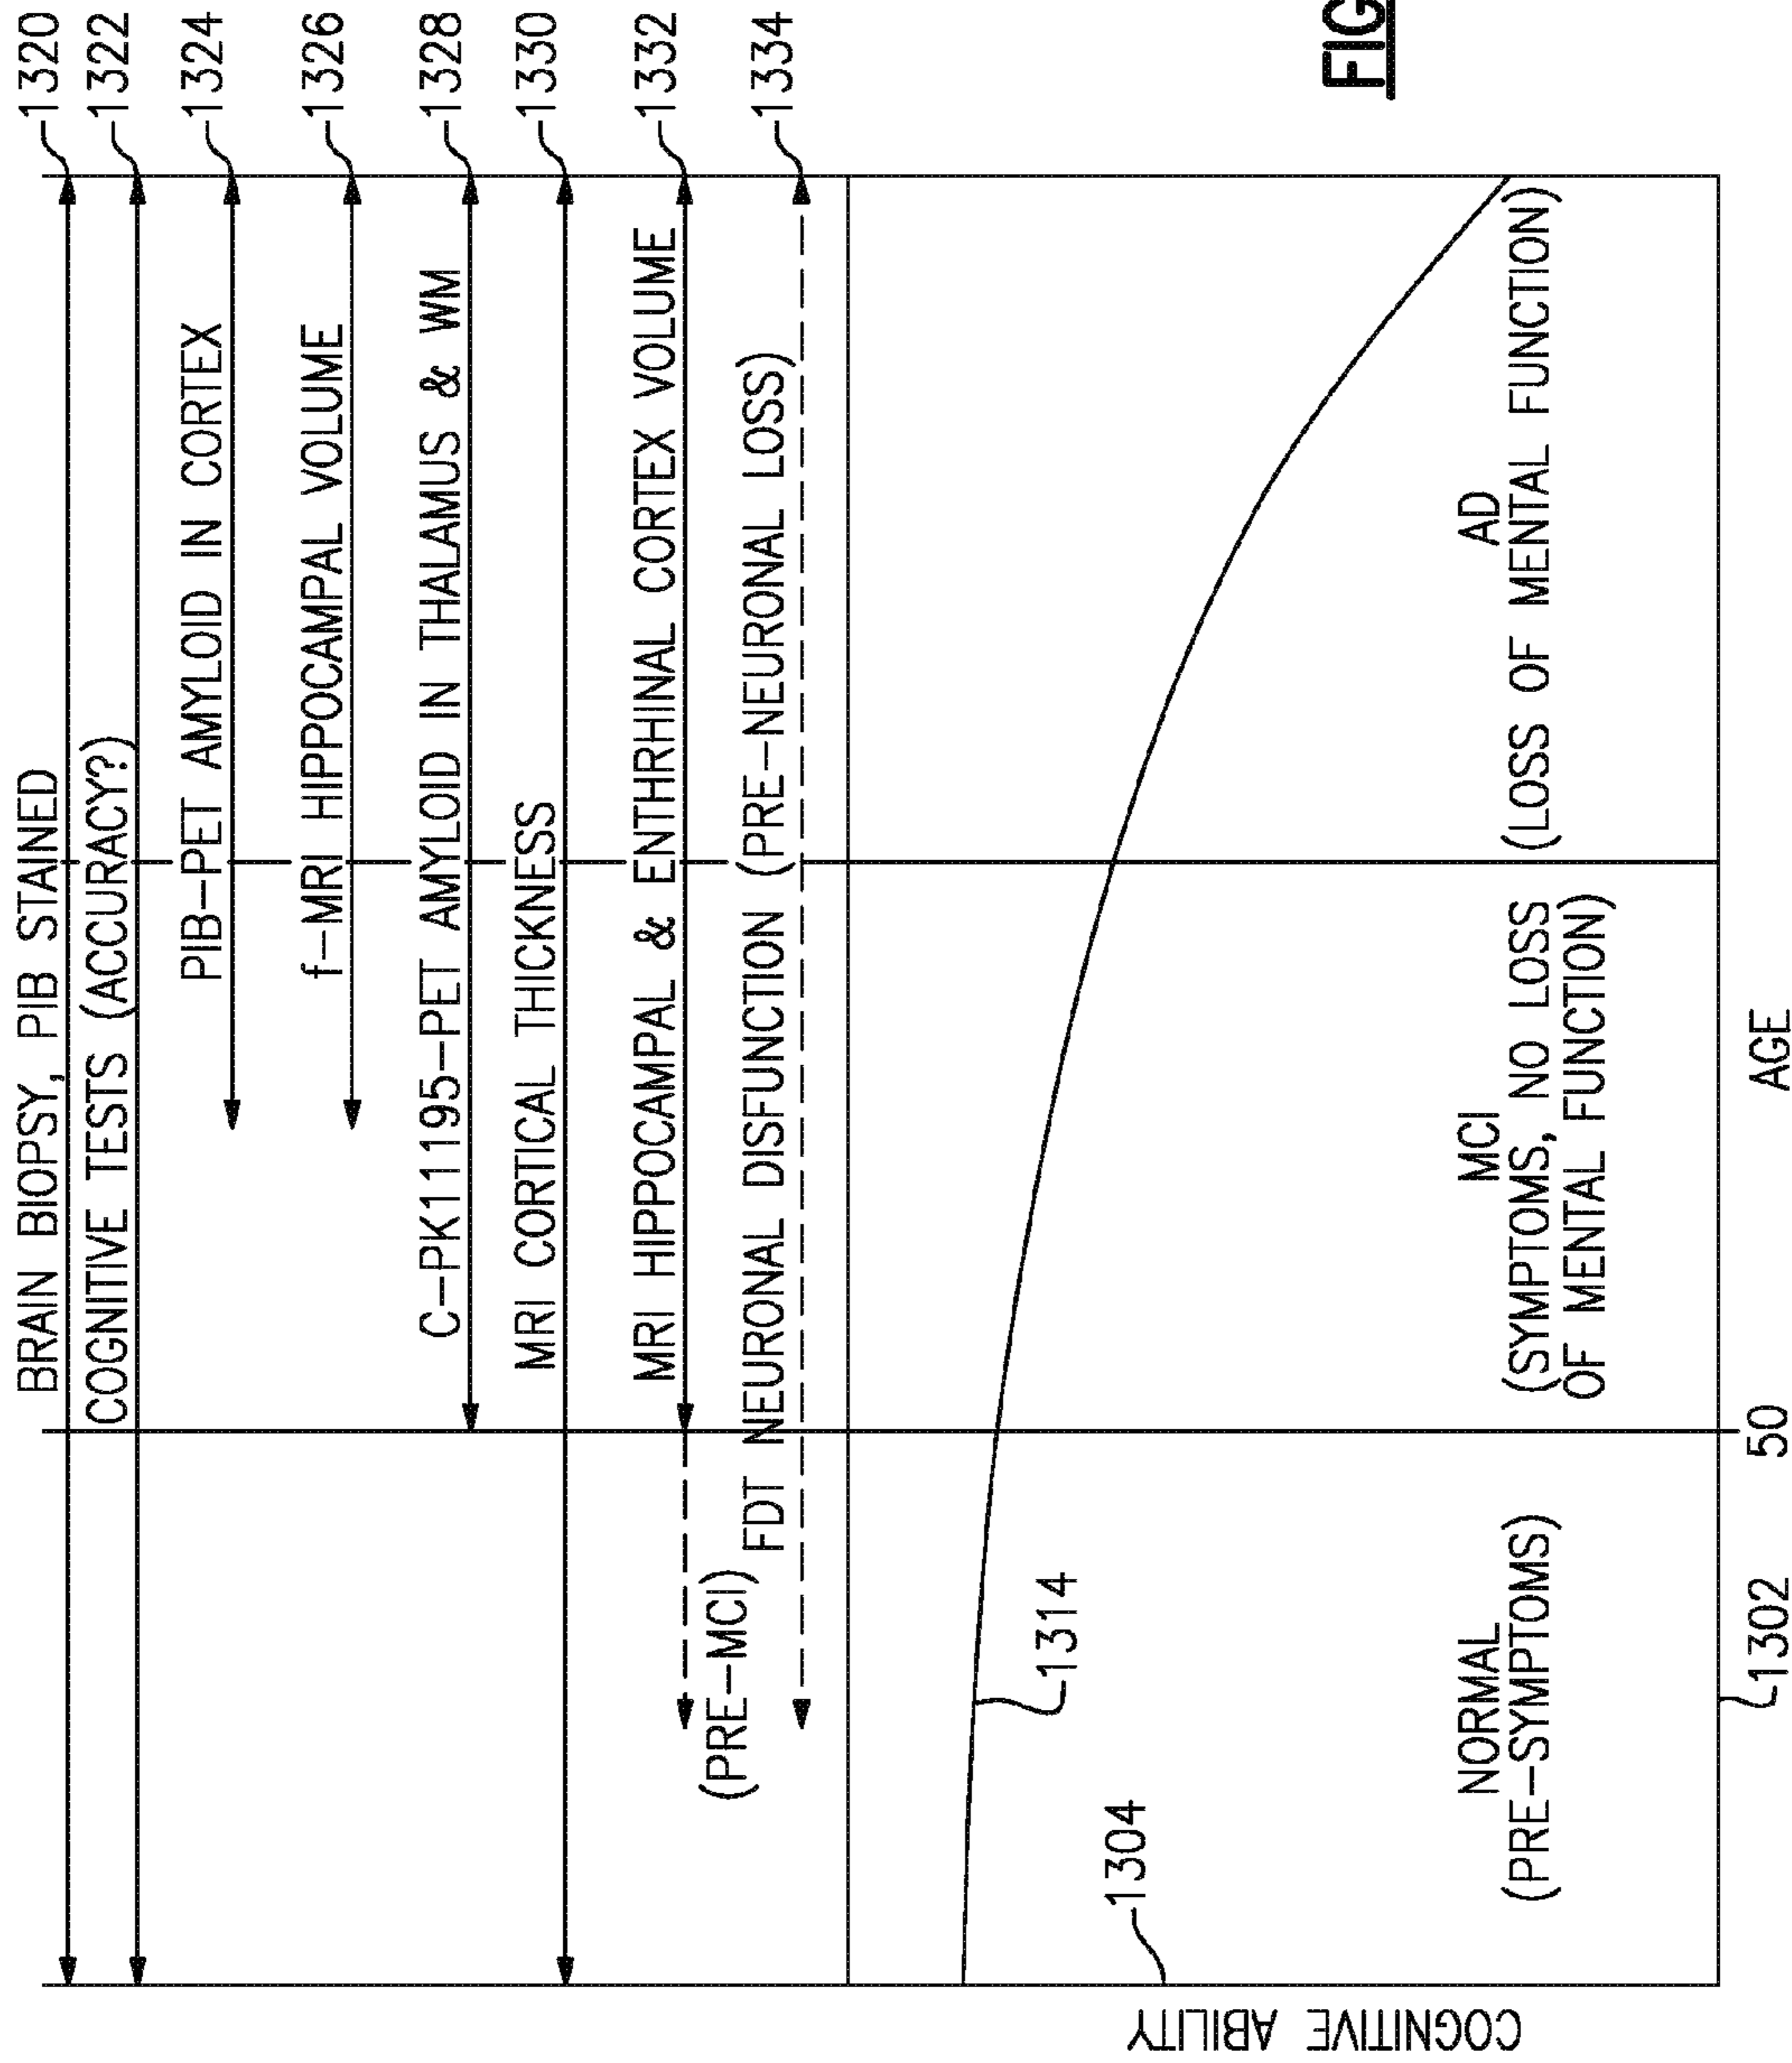 BRAIN BIOPSY, PIB STAINED
1320
COGNITIVE TESTS (ACCURACY?)
1322
PIB-PET AMYLOID IN CORTEX
1324
f-MRI HIPPOCAMPAL VOLUME
1326
C-PK11195-PET AMYLOID IN THALAMUS & WM
1328
MRI CORTICAL THICKNESS
1330
MRI HIPPOCAMPAL & ENTHRHINAL CORTEX VOLUME
1332
(PRE-MCI)
FDT NEURONAL DISFUNCTION (PRE-NEURONAL LOSS)
1334
COGNITIVE ABILITY
1304
1314
NORMAL
(PRE-SYMPTOMS)
MCI
(SYMPTOMS, NO LOSS
OF MENTAL FUNCTION)
AD
(LOSS OF MENTAL FUNCTION)
1302
50
AGE
FIG